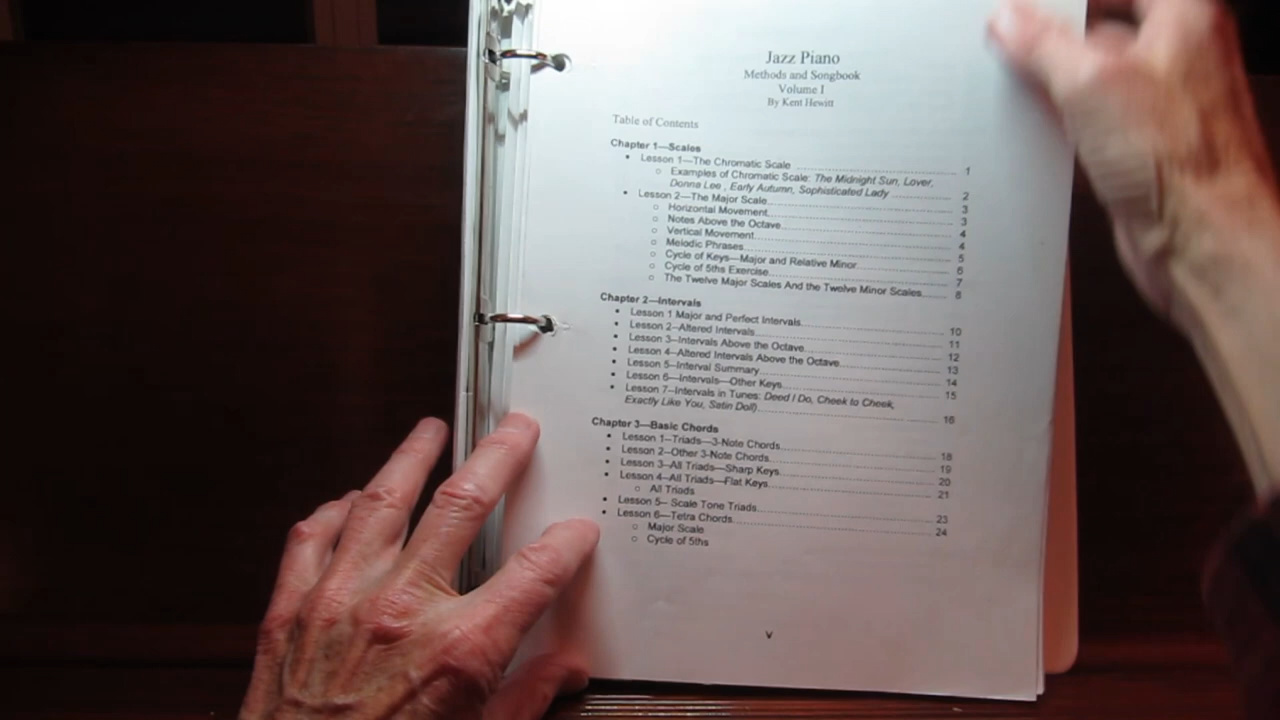 Jazz Piano
Methods and Songbook
Volume I
By Kent Hewitt
Table of Contents
Chapter 1—Scales
• Lesson 1—The Chromatic Scale 1
o Examples of Chromatic Scale: The Midnight Sun, Lover,
Donna Lee , Early Autumn, Sophisticated Lady 2
• Lesson 2—The Major Scale 3
o Horizontal Movement 3
o Notes Above the Octave 4
o Vertical Movement 4
o Melodic Phrases 5
o Cycle of Keys—Major and Relative Minor 6
o Cycle of 5ths Exercise 7
o The Twelve Major Scales And the Twelve Minor Scales 8
Chapter 2—Intervals
• Lesson 1 Major and Perfect Intervals 10
• Lesson 2–Altered Intervals 11
• Lesson 3–Intervals Above the Octave 12
• Lesson 4–Altered Intervals Above the Octave 13
• Lesson 5–Interval Summary 14
• Lesson 6—Intervals—Other Keys 15
• Lesson 7–Intervals in Tunes: Deed I Do, Cheek to Cheek,
Exactly Like You, Satin Doll) 16
Chapter 3—Basic Chords
• Lesson 1–Triads—3-Note Chords 18
• Lesson 2–Other 3-Note Chords 19
• Lesson 3–All Triads—Sharp Keys 20
• Lesson 4–All Triads—Flat Keys 21
o All Triads
• Lesson 5– Scale Tone Triads 23
• Lesson 6—Tetra Chords 24
o Major Scale
o Cycle of 5ths
v